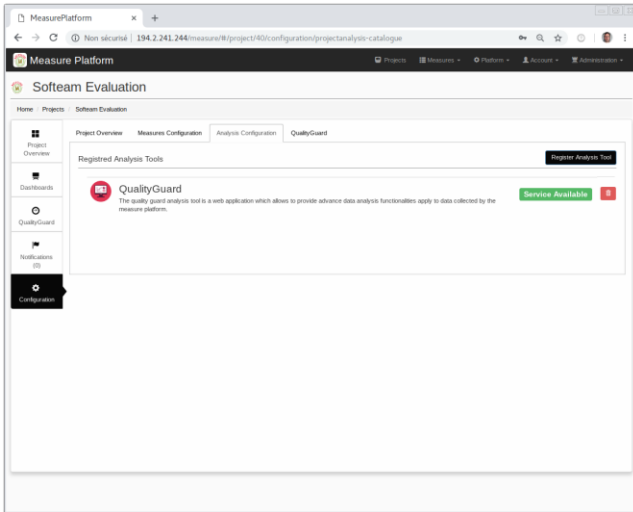 MeasurePlatform
Non sécurisé | 194.2.241.244/measure/#/project/40/configuration/projectanalysis-catalogue
Measure Platform
Projects Measures Platform Account Administration
Softeam Evaluation
Home / Projects / Softeam Evaluation
Project Overview
Dashboards
QualityGuard
Notifications (0)
Configuration
Project Overview Measures Configuration Analysis Configuration QualityGuard
Registred Analysis Tools
Register Analysis Tool
QualityGuard
The quality guard analysis tool is a web application which allows to provide advance data analysis functionalities apply to data collected by the
measure platform.
Service Available